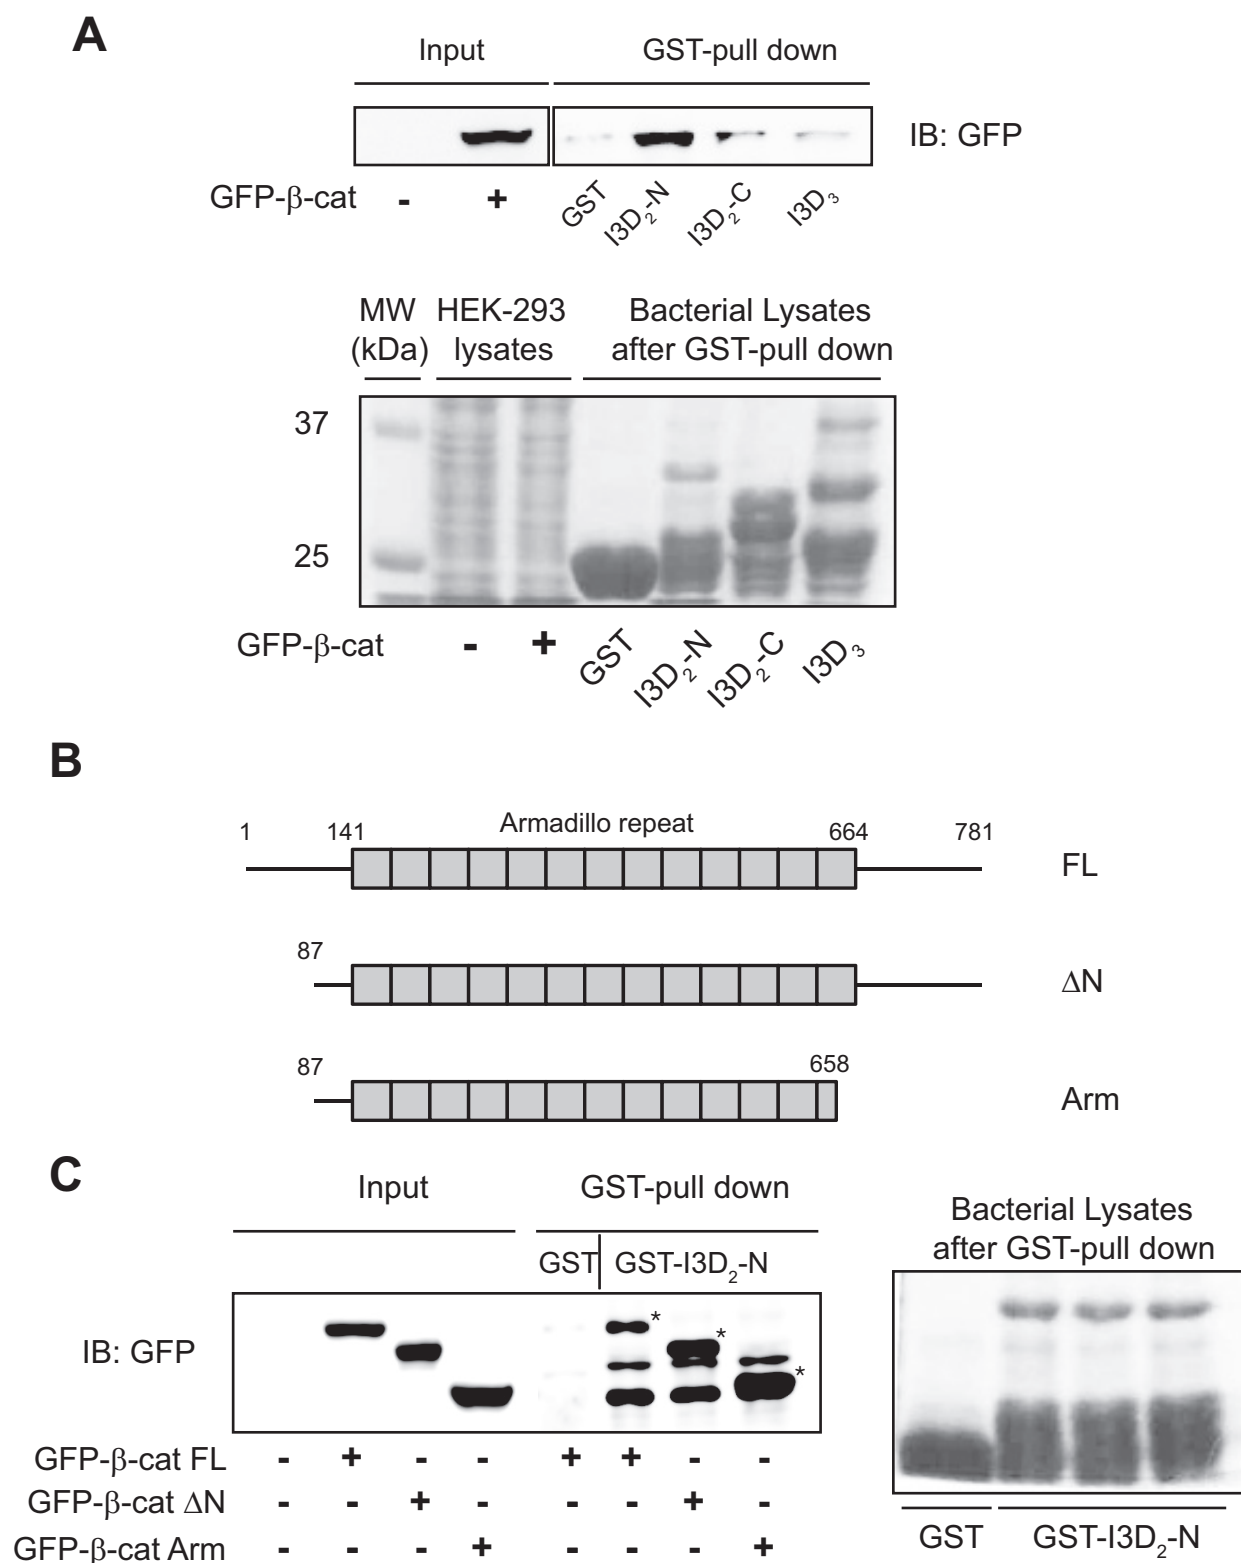 A
Input GST-pull down
IB: GFP
GFP-β-cat - + GST I3D₂-N I3D₂-C I3D₃
MW HEK-293 Bacterial Lysates
(kDa) lysates after GST-pull down
37
25
GFP-β-cat - + GST I3D₂-N I3D₂-C I3D₃
B
1 141 Armadillo repeat 664 781
FL
87
ΔN
87 658
Arm
C
Input GST-pull down
Bacterial Lysates
after GST-pull down
GST GST-I3D₂-N
*
*
IB: GFP
*
GFP-β-cat FL - + - - + + - -
GFP-β-cat ΔN - - + - - - + -
GST GST-I3D₂-N
GFP-β-cat Arm - - - + - - - +